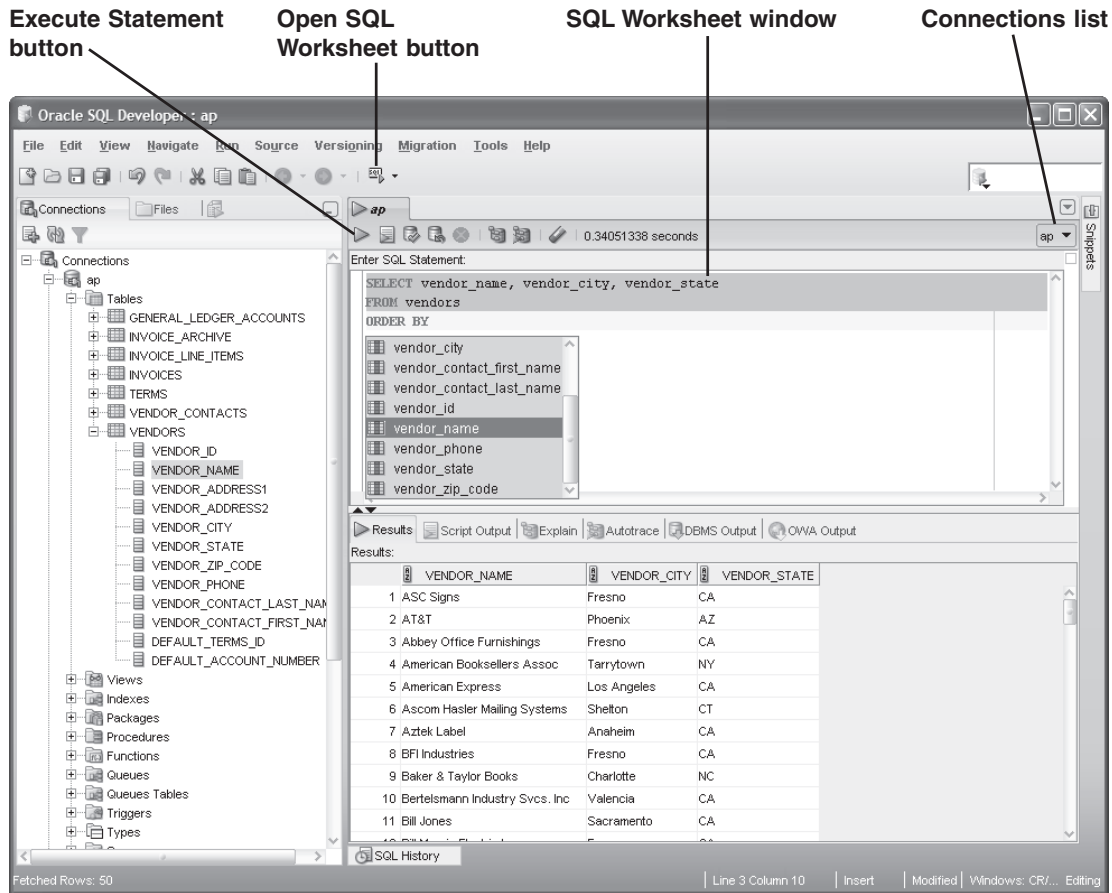 Execute Statement button
Open SQL Worksheet button
SQL Worksheet window
Connections list
Oracle SQL Developer : ap
File Edit View Navigate Run Source Versioning Migration Tools Help
Connections Files
ap
0.34051338 seconds
ap
Snippets
Connections
ap
Tables
GENERAL_LEDGER_ACCOUNTS
INVOICE_ARCHIVE
INVOICE_LINE_ITEMS
INVOICES
TERMS
VENDOR_CONTACTS
VENDORS
VENDOR_ID
VENDOR_NAME
VENDOR_ADDRESS1
VENDOR_ADDRESS2
VENDOR_CITY
VENDOR_STATE
VENDOR_ZIP_CODE
VENDOR_PHONE
VENDOR_CONTACT_LAST_NAM
VENDOR_CONTACT_FIRST_NAM
DEFAULT_TERMS_ID
DEFAULT_ACCOUNT_NUMBER
Views
Indexes
Packages
Procedures
Functions
Queues
Queues Tables
Triggers
Types
Enter SQL Statement:
SELECT vendor_name, vendor_city, vendor_state
FROM vendors
ORDER BY
vendor_city
vendor_contact_first_name
vendor_contact_last_name
vendor_id
vendor_name
vendor_phone
vendor_state
vendor_zip_code
Results Script Output Explain Autotrace DBMS Output OWA Output
Results:
VENDOR_NAME VENDOR_CITY VENDOR_STATE
1 ASC Signs Fresno CA
2 AT&T Phoenix AZ
3 Abbey Office Furnishings Fresno CA
4 American Booksellers Assoc Tarrytown NY
5 American Express Los Angeles CA
6 Ascom Hasler Mailing Systems Shelton CT
7 Aztek Label Anaheim CA
8 BFI Industries Fresno CA
9 Baker & Taylor Books Charlotte NC
10 Bertelsmann Industry Svcs. Inc Valencia CA
11 Bill Jones Sacramento CA
SQL History
Fetched Rows: 50
Line 3 Column 10 Insert Modified Windows: CR/... Editing